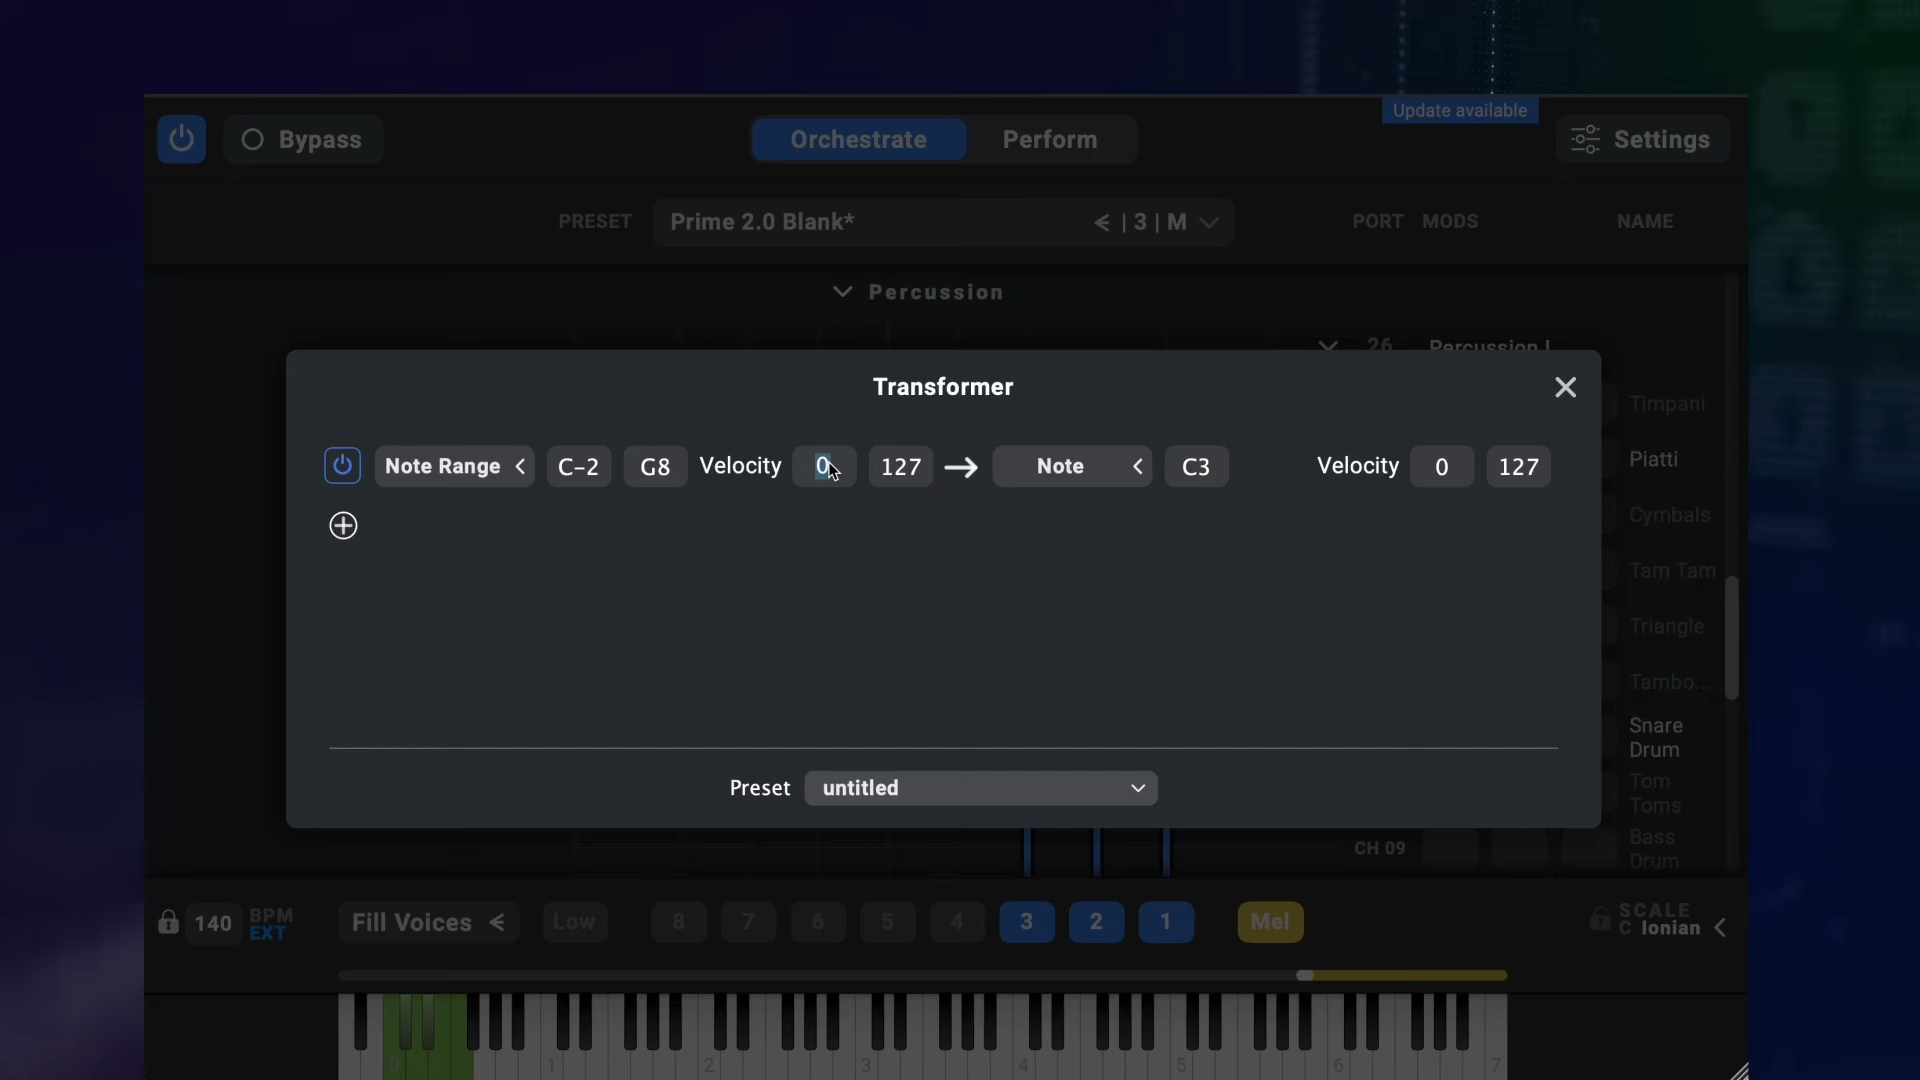 Update available
Bypass
Orchestrate
Perform
Settings
PRESET
Prime 2.0 Blank*
< | 3 | M
PORT
MODS
NAME
Percussion
26
Percussion I
Transformer
Note Range < C-2 G8 Velocity 0 127 → Note < C3 Velocity 0 127
Preset untitled
Timpani
Piatti
Cymbals
Tam Tam
Triangle
Tambo...
Snare
Drum
Tom
Toms
Bass
Drum
CH 09
140 BPM
EXT
Fill Voices <
Low
8
7
6
5
4
3
2
1
Mel
SCALE
C Ionian <
0
1
2
3
4
5
6
7